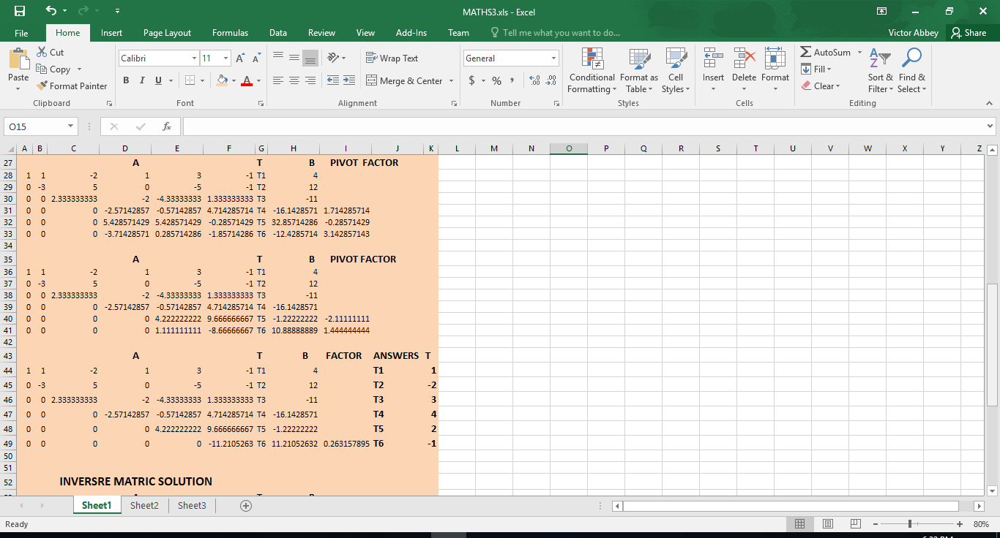 MATHS3.xls - Excel
File Home Insert Page Layout Formulas Data Review View Add-Ins Team Tell me what you want to do... Victor Abbey Share
Paste
Cut
Copy
Format Painter
Clipboard
Calibri 11
B I U
Font
Wrap Text
Merge & Center
Alignment
General
$ % ,
Number
Conditional Formatting
Format as Table
Cell Styles
Styles
Insert Delete Format
Cells
AutoSum
Fill
Clear
Sort & Filter
Find & Select
Editing
O15 fx
A B C D E F G H I J K L M N O P Q R S T U V W X Y Z
27 A T B PIVOT FACTOR
28 1 1 -2 1 3 -1 T1 4
29 0 -3 5 0 -5 -1 T2 12
30 0 0 2.333333333 -2 -4.33333333 1.333333333 T3 -11
31 0 0 0 -2.57142857 -0.57142857 4.714285714 T4 -16.1428571 1.714285714
32 0 0 0 5.428571429 5.428571429 -0.28571429 T5 32.85714286 -0.28571429
33 0 0 0 -3.71428571 0.285714286 -1.85714286 T6 -12.4285714 3.142857143
34
35 A T B PIVOT FACTOR
36 1 1 -2 1 3 -1 T1 4
37 0 -3 5 0 -5 -1 T2 12
38 0 0 2.333333333 -2 -4.33333333 1.333333333 T3 -11
39 0 0 0 -2.57142857 -0.57142857 4.714285714 T4 -16.1428571
40 0 0 0 0 4.222222222 9.666666667 T5 -1.22222222 -2.11111111
41 0 0 0 0 1.111111111 -8.66666667 T6 10.88888889 1.444444444
42
43 A T B FACTOR ANSWERS T
44 1 1 -2 1 3 -1 T1 4 T1 1
45 0 -3 5 0 -5 -1 T2 12 T2 -2
46 0 0 2.333333333 -2 -4.33333333 1.333333333 T3 -11 T3 3
47 0 0 0 -2.57142857 -0.57142857 4.714285714 T4 -16.1428571 T4 4
48 0 0 0 0 4.222222222 9.666666667 T5 -1.22222222 T5 2
49 0 0 0 0 0 -11.2105263 T6 11.21052632 0.263157895 T6 -1
50
51
52 INVERSRE MATRIC SOLUTION
Sheet1 Sheet2 Sheet3
Ready 80%